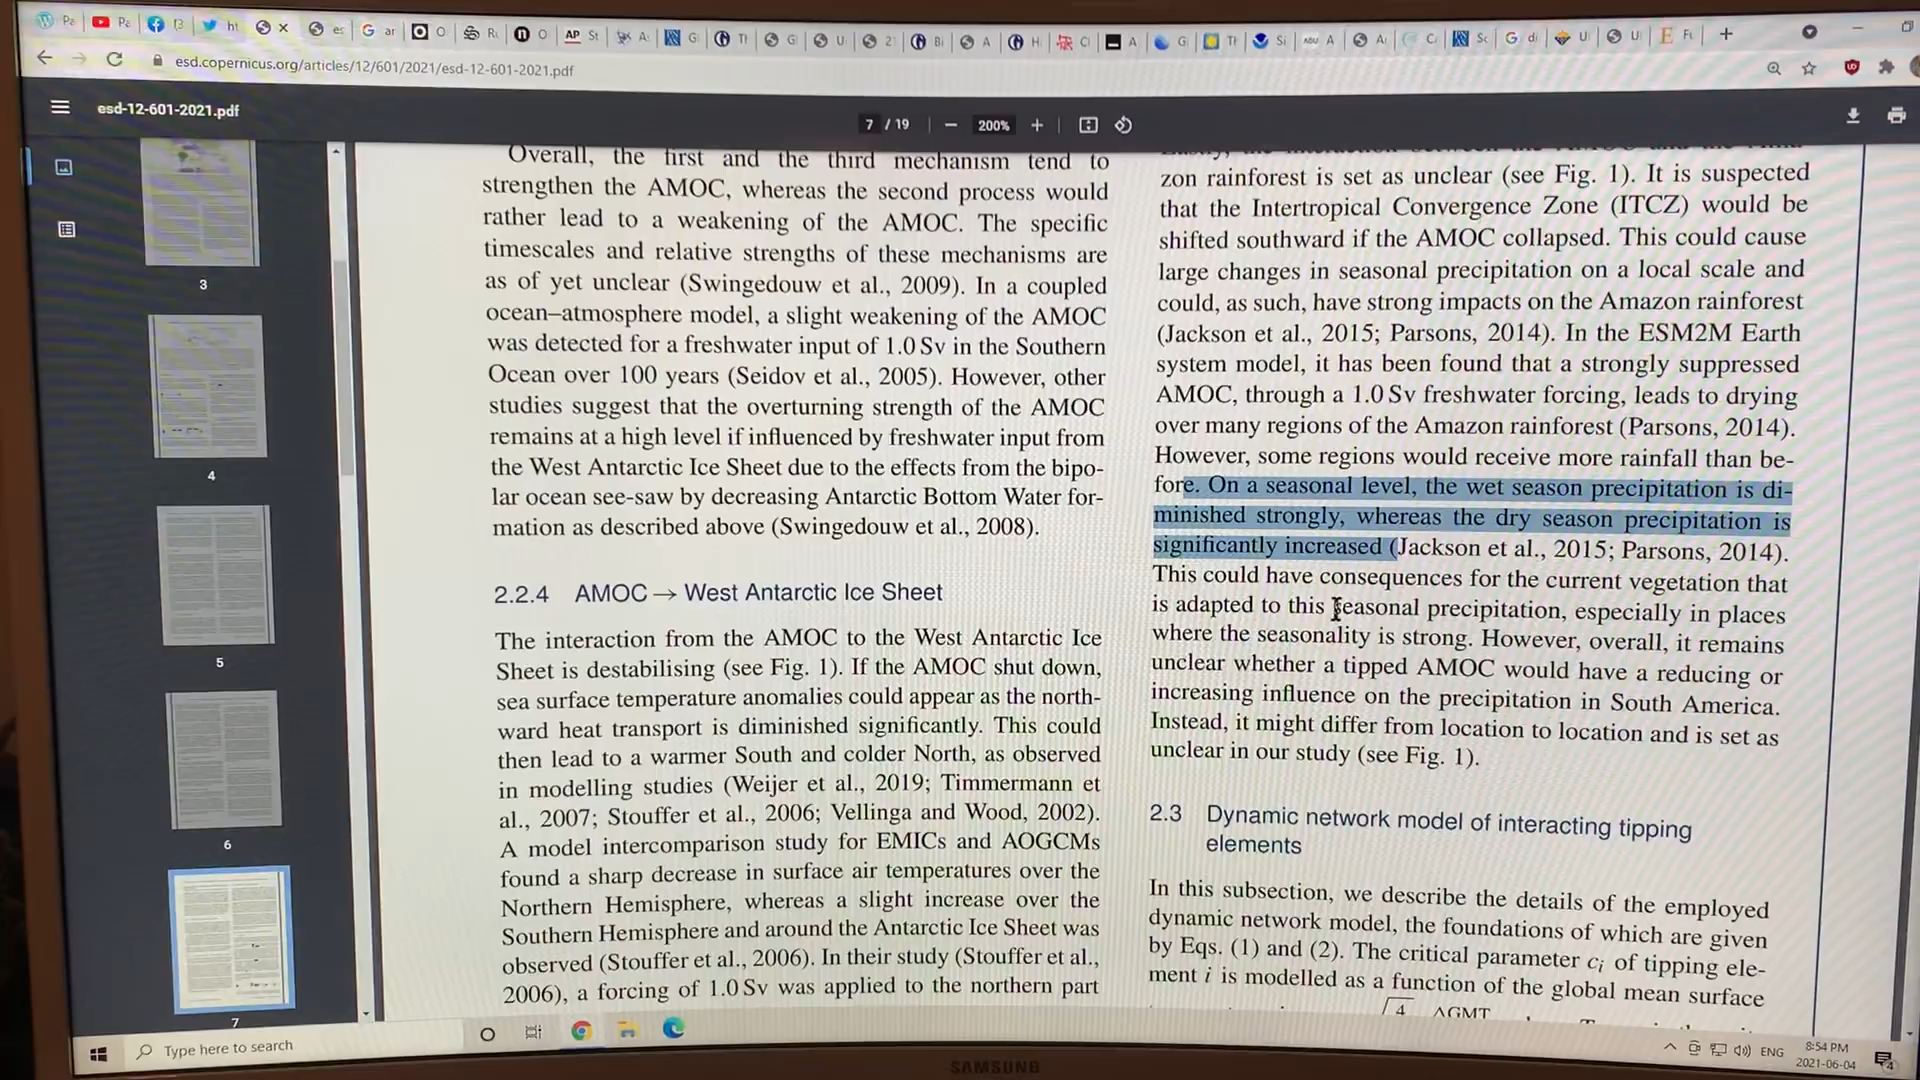 Pa
Pa
ht
es
ar
AP St
esd.copernicus.org/articles/12/601/2021/esd-12-601-2021.pdf
esd-12-601-2021.pdf
7 / 19
200%
3
4
5
6
7
Overall, the first and the third mechanism tend to
strengthen the AMOC, whereas the second process would
rather lead to a weakening of the AMOC. The specific
timescales and relative strengths of these mechanisms are
as of yet unclear (Swingedouw et al., 2009). In a coupled
ocean–atmosphere model, a slight weakening of the AMOC
was detected for a freshwater input of 1.0 Sv in the Southern
Ocean over 100 years (Seidov et al., 2005). However, other
studies suggest that the overturning strength of the AMOC
remains at a high level if influenced by freshwater input from
the West Antarctic Ice Sheet due to the effects from the bipo-
lar ocean see-saw by decreasing Antarctic Bottom Water for-
mation as described above (Swingedouw et al., 2008).
2.2.4 AMOC → West Antarctic Ice Sheet
The interaction from the AMOC to the West Antarctic Ice
Sheet is destabilising (see Fig. 1). If the AMOC shut down,
sea surface temperature anomalies could appear as the north-
ward heat transport is diminished significantly. This could
then lead to a warmer South and colder North, as observed
in modelling studies (Weijer et al., 2019; Timmermann et
al., 2007; Stouffer et al., 2006; Vellinga and Wood, 2002).
A model intercomparison study for EMICs and AOGCMs
found a sharp decrease in surface air temperatures over the
Northern Hemisphere, whereas a slight increase over the
Southern Hemisphere and around the Antarctic Ice Sheet was
observed (Stouffer et al., 2006). In their study (Stouffer et al.,
2006), a forcing of 1.0 Sv was applied to the northern part
zon rainforest is set as unclear (see Fig. 1). It is suspected
that the Intertropical Convergence Zone (ITCZ) would be
shifted southward if the AMOC collapsed. This could cause
large changes in seasonal precipitation on a local scale and
could, as such, have strong impacts on the Amazon rainforest
(Jackson et al., 2015; Parsons, 2014). In the ESM2M Earth
system model, it has been found that a strongly suppressed
AMOC, through a 1.0 Sv freshwater forcing, leads to drying
over many regions of the Amazon rainforest (Parsons, 2014).
However, some regions would receive more rainfall than be-
fore. On a seasonal level, the wet season precipitation is di-
minished strongly, whereas the dry season precipitation is
significantly increased (Jackson et al., 2015; Parsons, 2014).
This could have consequences for the current vegetation that
is adapted to this seasonal precipitation, especially in places
where the seasonality is strong. However, overall, it remains
unclear whether a tipped AMOC would have a reducing or
increasing influence on the precipitation in South America.
Instead, it might differ from location to location and is set as
unclear in our study (see Fig. 1).
2.3 Dynamic network model of interacting tipping
elements
In this subsection, we describe the details of the employed
dynamic network model, the foundations of which are given
by Eqs. (1) and (2). The critical parameter ci of tipping ele-
ment i is modelled as a function of the global mean surface
Type here to search
ENG
8:54 PM
2021-06-04
SAMSUNG